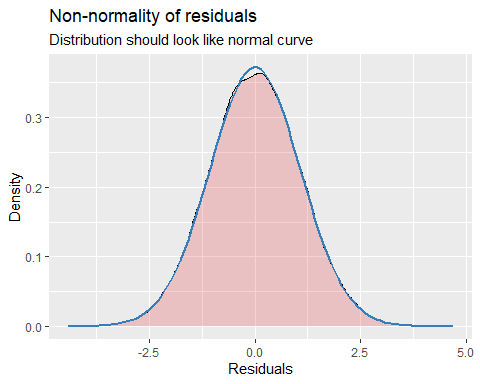 Non-normality of residuals
Distribution should look like normal curve
0.3
0.2
0.1
0.0
Density
-2.5
0.0
2.5
5.0
Residuals